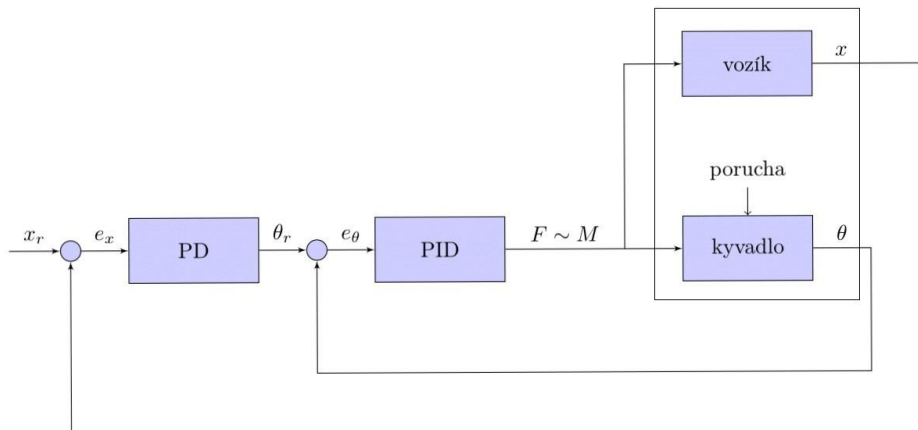 vozík
x
porucha
x_r
e_x
PD
θ_r
e_θ
PID
F ∼ M
kyvadlo
θ